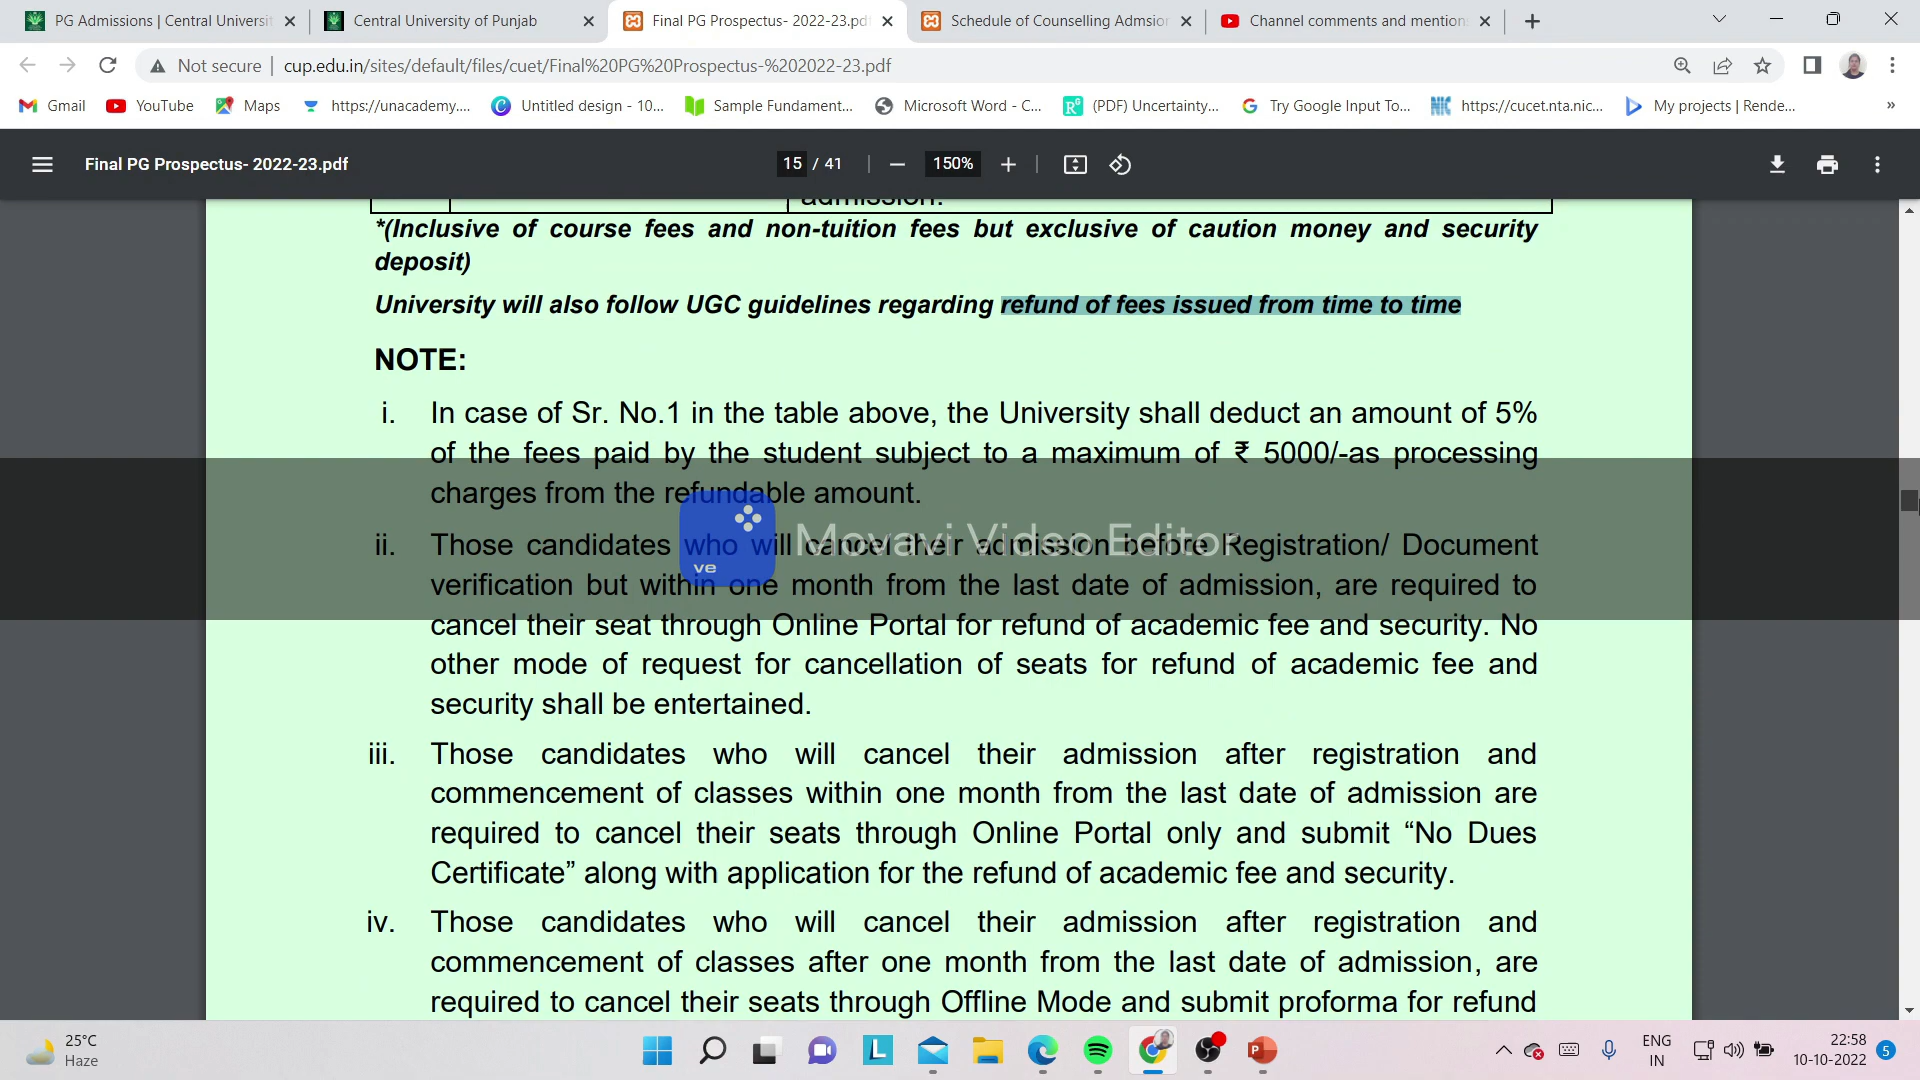 PG Admissions | Central Universit
Central University of Punjab
Final PG Prospectus- 2022-23.pdf
Schedule of Counselling Admsion
Channel comments and mention
Not secure
cup.edu.in/sites/default/files/cuet/Final%20PG%20Prospectus-%202022-23.pdf
Gmail
YouTube
Maps
https://unacademy....
Untitled design - 10...
Sample Fundament...
Microsoft Word - C...
(PDF) Uncertainty...
Try Google Input To...
https://cucet.nta.nic...
My projects | Rende...
»
Final PG Prospectus- 2022-23.pdf
15 / 41
150%
admission.
*(Inclusive of course fees and non-tuition fees but exclusive of caution money and security
deposit)
University will also follow UGC guidelines regarding refund of fees issued from time to time
NOTE:
i. In case of Sr. No.1 in the table above, the University shall deduct an amount of 5%
of the fees paid by the student subject to a maximum of ₹ 5000/-as processing
charges from the refundable amount.
ii. Those candidates who will cancel their admission before Registration/ Document
verification but within one month from the last date of admission, are required to
cancel their seat through Online Portal for refund of academic fee and security. No
other mode of request for cancellation of seats for refund of academic fee and
security shall be entertained.
iii. Those candidates who will cancel their admission after registration and
commencement of classes within one month from the last date of admission are
required to cancel their seats through Online Portal only and submit “No Dues
Certificate” along with application for the refund of academic fee and security.
iv. Those candidates who will cancel their admission after registration and
commencement of classes after one month from the last date of admission, are
required to cancel their seats through Offline Mode and submit proforma for refund
ve
Movavi Video Editor
25°C
Haze
ENG
IN
22:58
10-10-2022
5